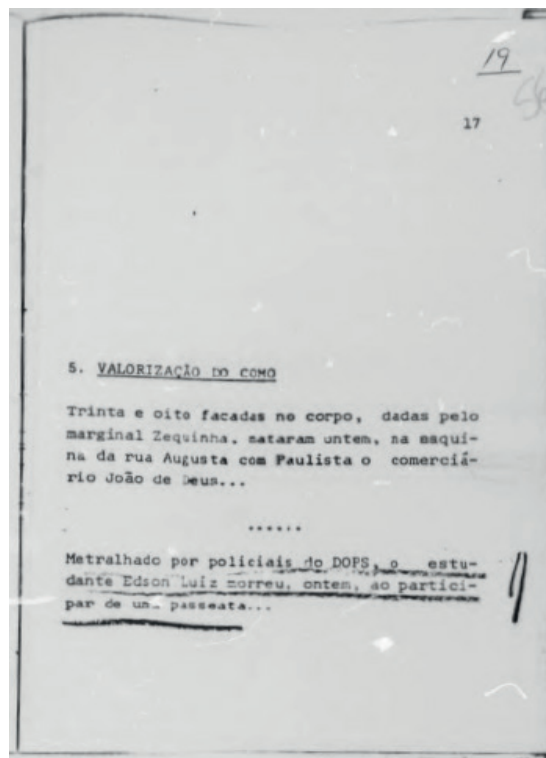 19
56
17
5. VALORIZAÇÃO DO COMO
Trinta e oito facadas no corpo, dadas pelo
marginal Zequinha, mataram ontem, na esqui-
na da rua Augusta com Paulista o comerciá-
rio João de Deus...
......
Metralhado por policiais do DOPS, o estu-
dante Edson Luiz morreu, ontem, ao partici-
par de uma passeata...